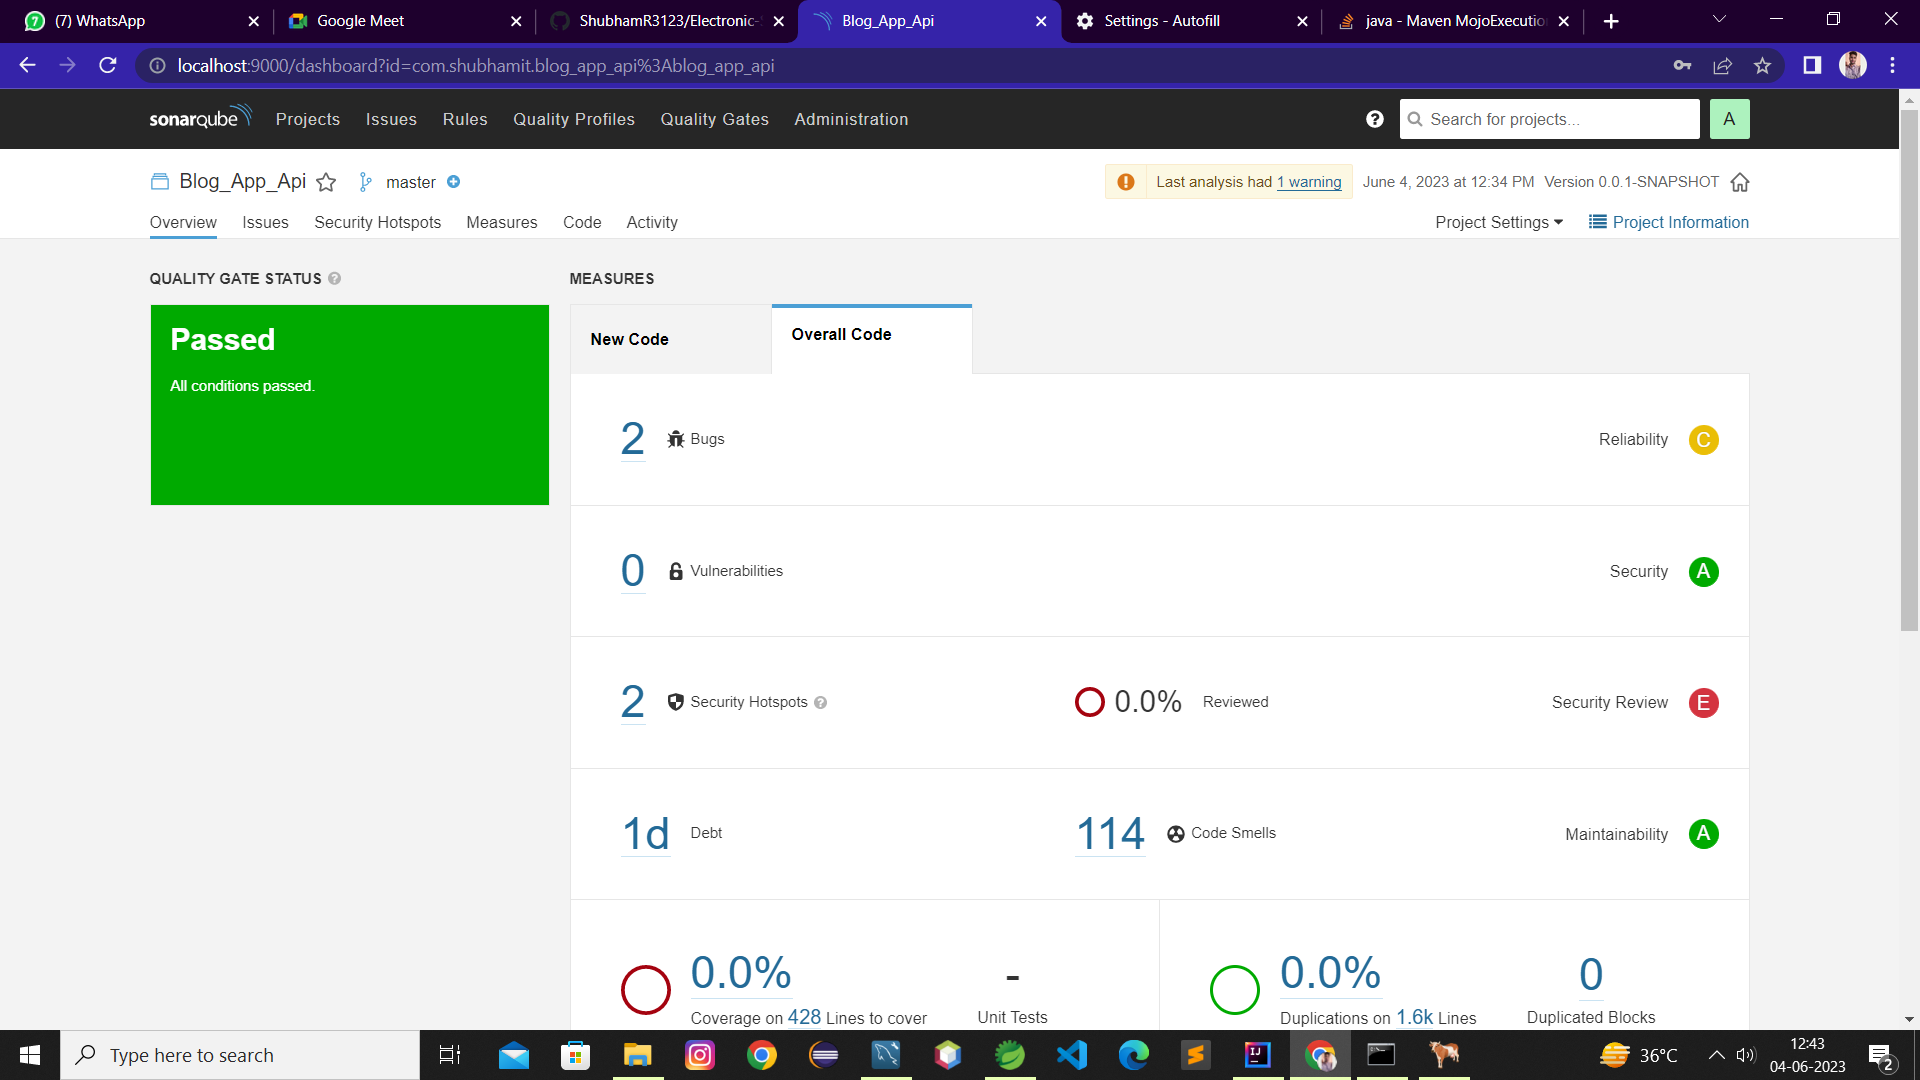 (7) WhatsApp
Google Meet
ShubhamR3123/Electronic-
Blog_App_Api
Settings - Autofill
java - Maven MojoExecutio
localhost:9000/dashboard?id=com.shubhamit.blog_app_api%3Ablog_app_api
sonarqube Projects Issues Rules Quality Profiles Quality Gates Administration
? Search for projects... A
Blog_App_Api master
Last analysis had 1 warning June 4, 2023 at 12:34 PM Version 0.0.1-SNAPSHOT
Overview Issues Security Hotspots Measures Code Activity
Project Settings Project Information
QUALITY GATE STATUS ?
MEASURES
Passed
All conditions passed.
New Code
Overall Code
2 Bugs Reliability C
0 Vulnerabilities Security A
2 Security Hotspots ? 0.0% Reviewed Security Review E
1d Debt 114 Code Smells Maintainability A
0.0%
Coverage on 428 Lines to cover
-
Unit Tests
0.0%
Duplications on 1.6k Lines
0
Duplicated Blocks
Type here to search
IJ
36°C
12:43
04-06-2023
2